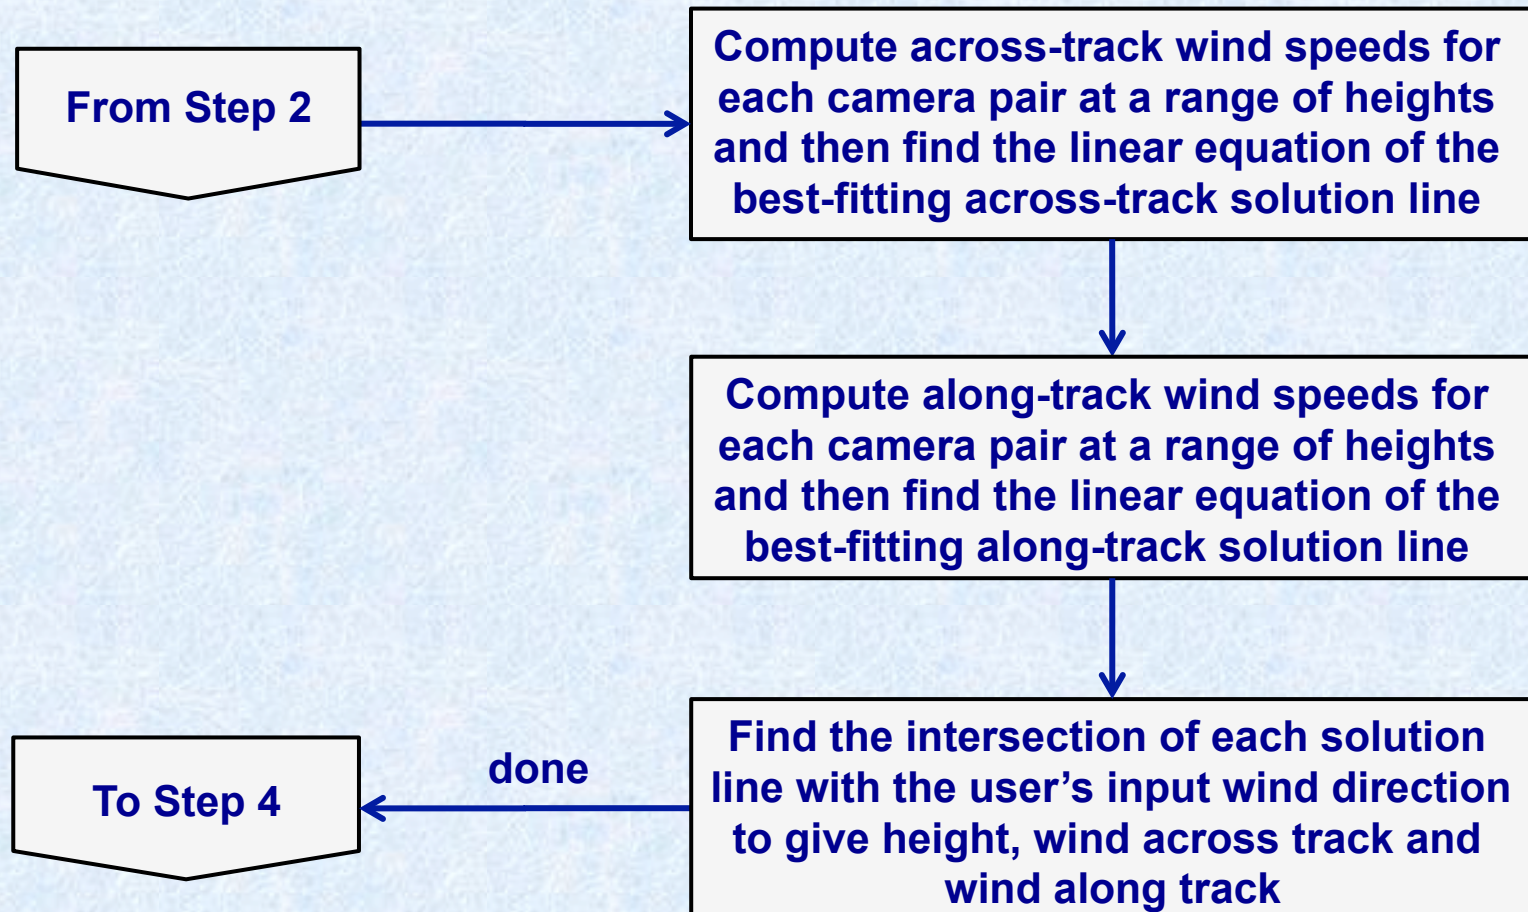 From Step 2
Compute across-track wind speeds for
each camera pair at a range of heights
and then find the linear equation of the
best-fitting across-track solution line
Compute along-track wind speeds for
each camera pair at a range of heights
and then find the linear equation of the
best-fitting along-track solution line
Find the intersection of each solution
line with the user’s input wind direction
to give height, wind across track and
wind along track
done
To Step 4